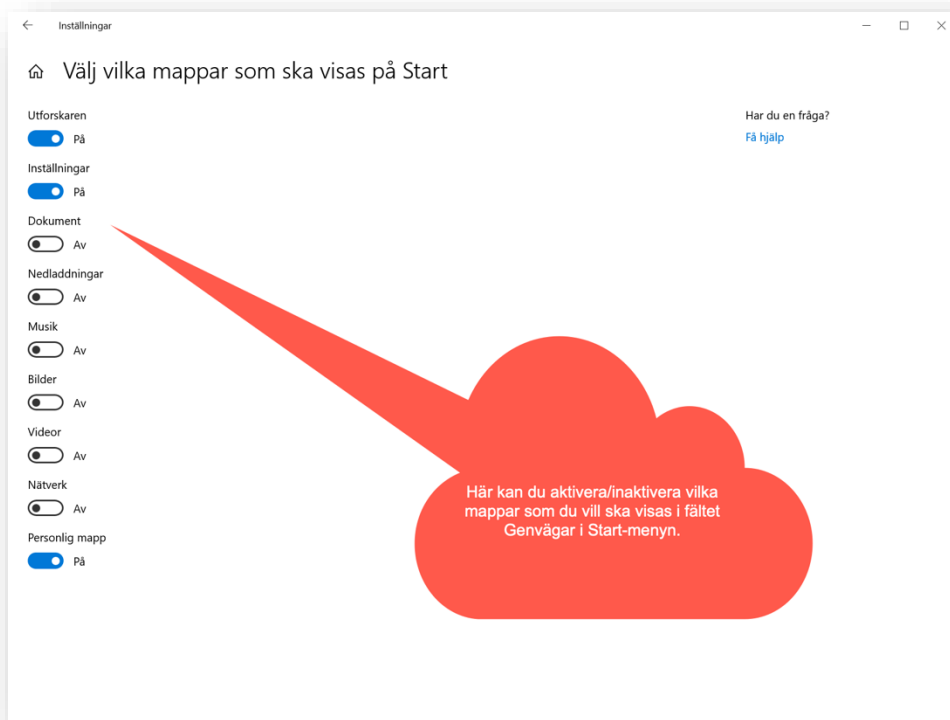 Inställningar
Välj vilka mappar som ska visas på Start
Utforskaren
På
Inställningar
På
Dokument
Av
Nedladdningar
Av
Musik
Av
Bilder
Av
Videor
Av
Nätverk
Av
Personlig mapp
På
Har du en fråga?
Få hjälp
Här kan du aktivera/inaktivera vilka
mappar som du vill ska visas i fältet
Genvägar i Start-menyn.